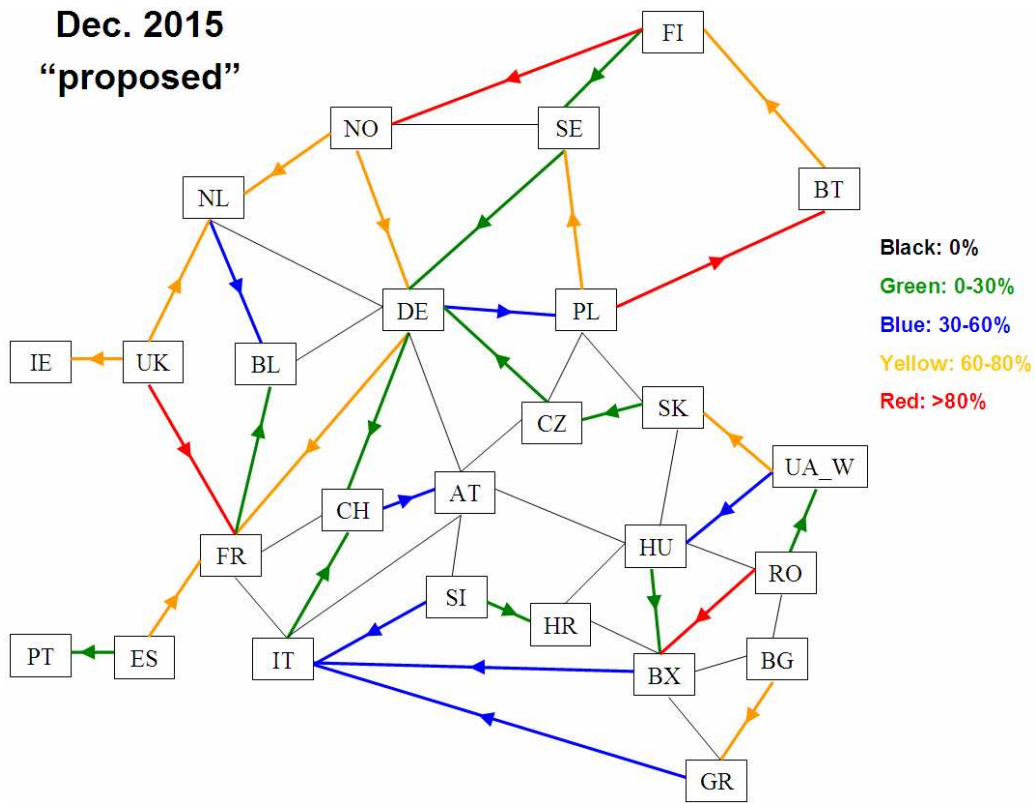 Dec. 2015
“proposed”
FI
NO
SE
NL
BT
Black: 0%
Green: 0-30%
DE
PL
Blue: 30-60%
IE
UK
BL
Yellow: 60-80%
Red: >80%
CZ
SK
UA_W
CH
AT
FR
HU
RO
SI
HR
PT
ES
IT
BX
BG
GR